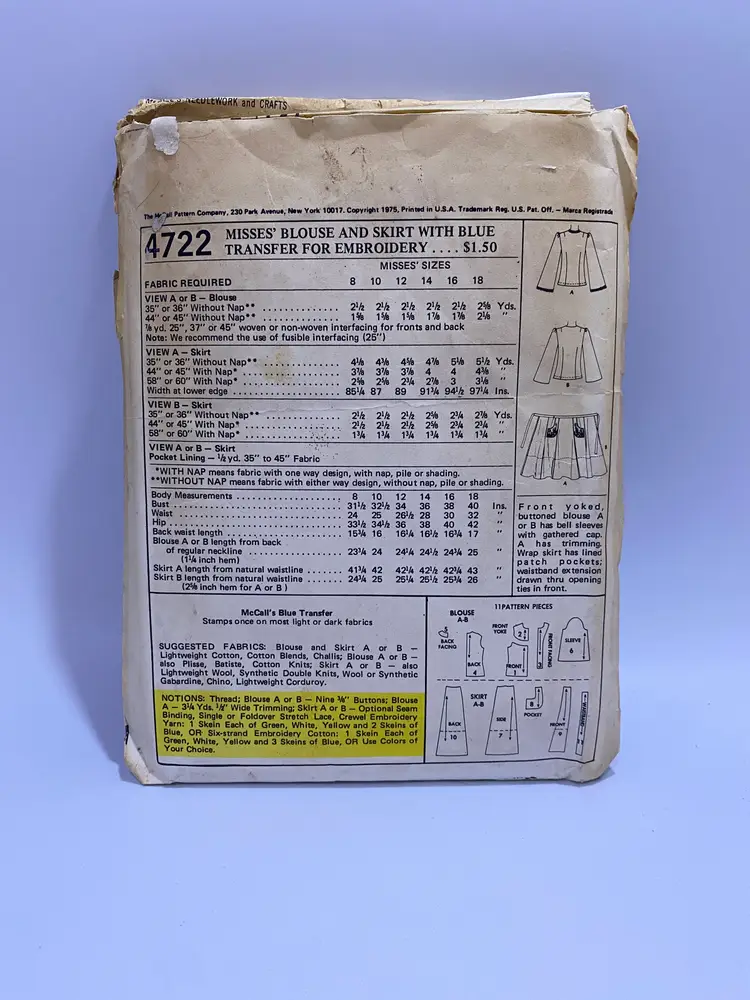 NEEDLEWORK and CRAFTS
The McCall Pattern Company, 230 Park Avenue, New York 10017. Copyright 1975, Printed in U.S.A. Trademark Reg. U.S. Pat. Off. — Marca Registrada
4722 MISSES' BLOUSE AND SKIRT WITH BLUE
TRANSFER FOR EMBROIDERY . . . . $1.50
MISSES' SIZES
FABRIC REQUIRED 8 10 12 14 16 18
VIEW A or B — Blouse
35" or 36" Without Nap** 2½ 2½ 2½ 2½ 2½ 2⅝ Yds.
44" or 45" Without Nap** 1⅝ 1⅝ 1⅝ 1⅞ 1⅞ 2⅛ "
⅞ yd. 25", 37" or 45" woven or non-woven interfacing for fronts and back
Note: We recommend the use of fusible interfacing (25")
VIEW A — Skirt
35" or 36" Without Nap** 4⅛ 4⅜ 4⅝ 4⅞ 5⅛ 5½ Yds.
44" or 45" With Nap* 3⅞ 3⅞ 3⅞ 4 4 4⅜ "
58" or 60" With Nap* 2⅝ 2⅝ 2¾ 2⅞ 3 3⅛ "
Width at lower edge 85¼ 87 89 91¾ 94½ 97¼ Ins.
VIEW B — Skirt
35" or 36" Without Nap** 2½ 2½ 2½ 2⅝ 2¾ 2⅞ Yds.
44" or 45" With Nap* 2½ 2½ 2½ 2⅝ 2¾ 2¾ "
58" or 60" With Nap* 1¾ 1¾ 1¾ 1¾ 1¾ 1¾ "
VIEW A or B — Skirt
Pocket Lining — ½ yd. 35" to 45" Fabric
*WITH NAP means fabric with one way design, with nap, pile or shading.
**WITHOUT NAP means fabric with either way design, without nap, pile or shading.
Body Measurements 8 10 12 14 16 18
Bust 31½ 32½ 34 36 38 40 Ins.
Waist 24 25 26½ 28 30 32 "
Hip 33½ 34½ 36 38 40 42 "
Back waist length 15¾ 16 16¼ 16½ 16¾ 17 "
Blouse A or B length from back
of regular neckline 23¾ 24 24¼ 24½ 24¾ 25 "
(1¼ inch hem)
Skirt A length from natural waistline 41¾ 42 42¼ 42½ 42¾ 43 "
Skirt B length from natural waistline 24¾ 25 25¼ 25½ 25¾ 26 "
(2⅝ inch hem for A or B)
A
B
B
A
Front yoked,
buttoned blouse A
or B has bell sleeves
with gathered cap.
A has trimming.
Wrap skirt has lined
patch pockets;
waistband extension
drawn thru opening
ties in front.
McCall's Blue Transfer
Stamps once on most light or dark fabrics
SUGGESTED FABRICS: Blouse and Skirt A or B —
Lightweight Cotton, Cotton Blends, Challis; Blouse A or B —
also Plisse, Batiste, Cotton Knits; Skirt A or B — also
Lightweight Wool, Synthetic Double Knits, Wool or Synthetic
Gabardine, Chino, Lightweight Corduroy.
NOTIONS: Thread; Blouse A or B — Nine ⅜" Buttons; Blouse
A — 3¼ Yds. ½" Wide Trimming; Skirt A or B — Optional Seam
Binding, Single or Foldover Stretch Lace, Crewel Embroidery
Yarn: 1 Skein Each of Green, White, Yellow and 2 Skeins of
Blue, OR Six-strand Embroidery Cotton: 1 Skein Each of
Green, White, Yellow and 3 Skeins of Blue, OR Use Colors of
Your Choice.
11 PATTERN PIECES
BLOUSE
A-B
5
BACK
FACING
BACK
4
FRONT
YOKE
2
FRONT
1
FRONT FACING
SLEEVE
6
SKIRT
A-B
BACK
10
SIDE
7
8
POCKET
FRONT
9
WAISTBAND